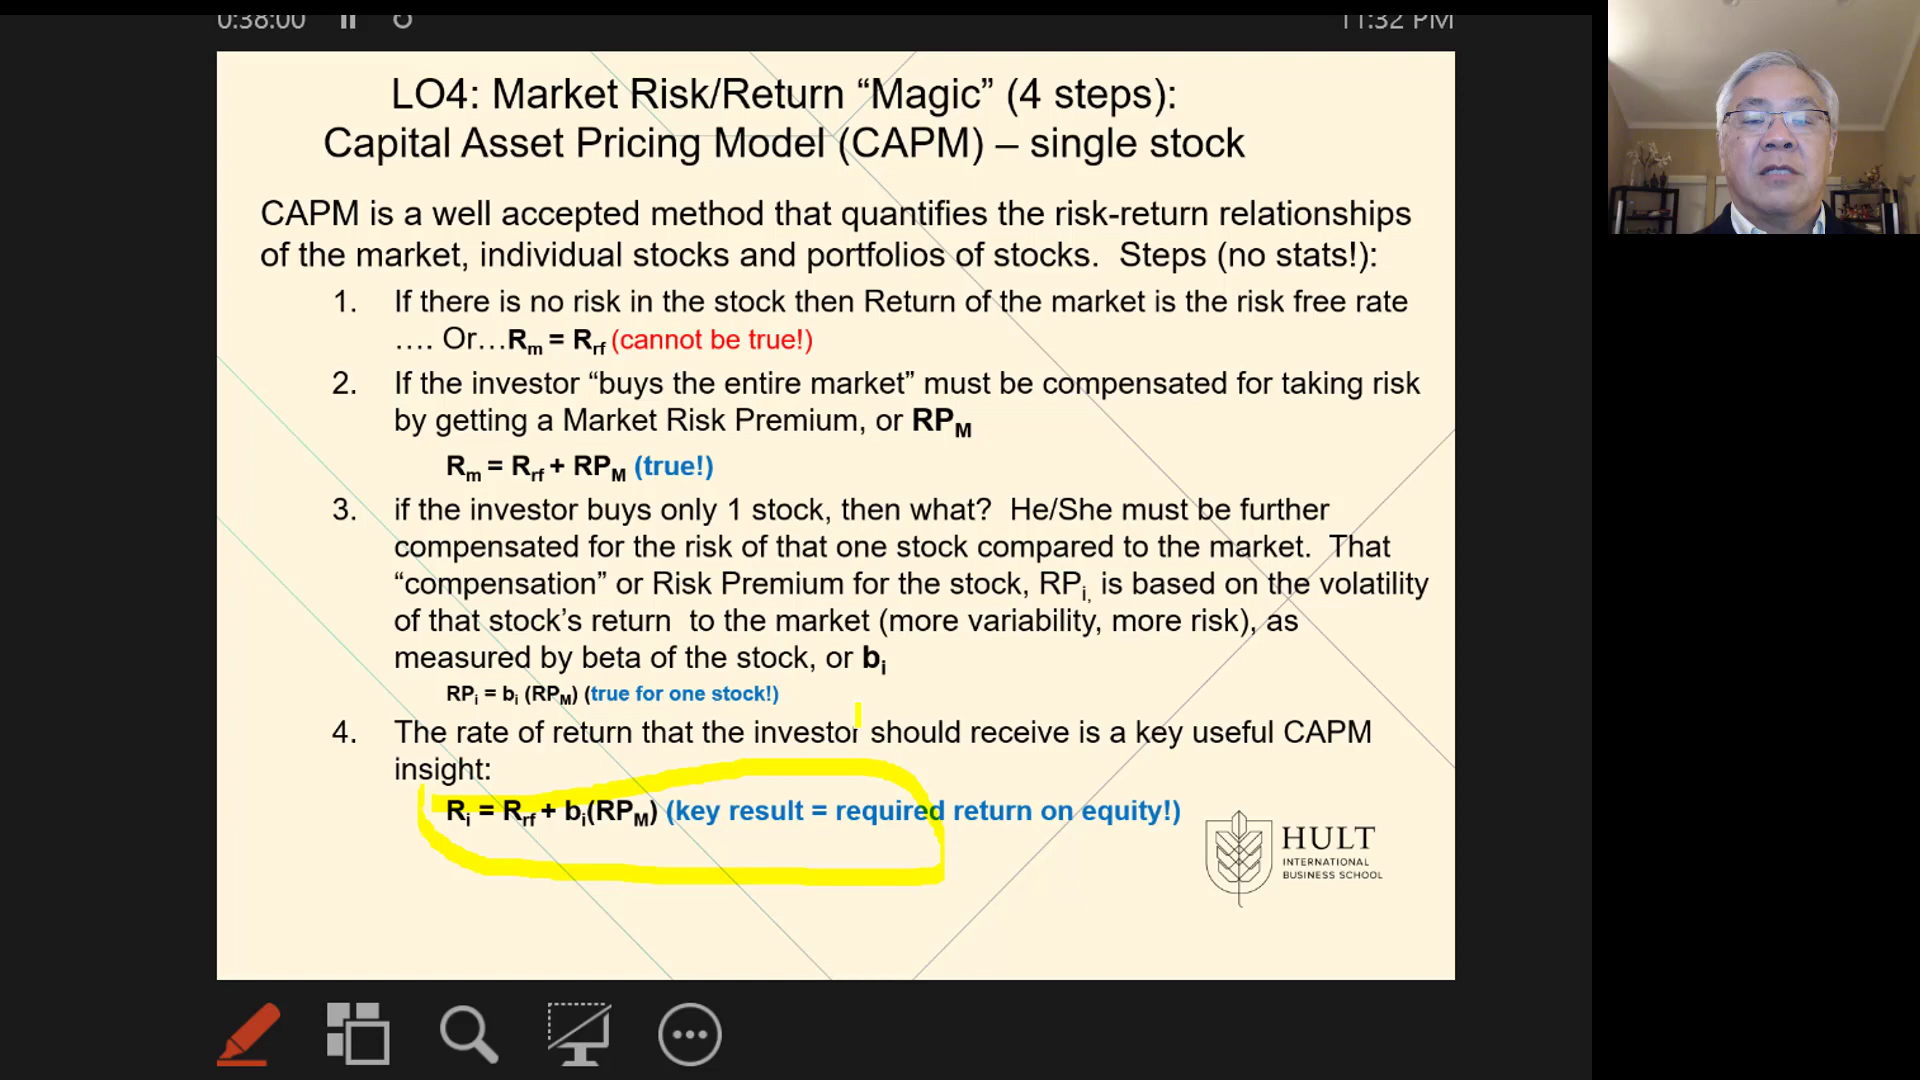 0:38:00
11:32 PM
LO4: Market Risk/Return “Magic” (4 steps):
Capital Asset Pricing Model (CAPM) – single stock
CAPM is a well accepted method that quantifies the risk-return relationships
of the market, individual stocks and portfolios of stocks. Steps (no stats!):
1. If there is no risk in the stock then Return of the market is the risk free rate
…. Or…Rm = Rrf (cannot be true!)
2. If the investor “buys the entire market” must be compensated for taking risk
by getting a Market Risk Premium, or RPM
Rm = Rrf + RPM (true!)
3. if the investor buys only 1 stock, then what? He/She must be further
compensated for the risk of that one stock compared to the market. That
“compensation” or Risk Premium for the stock, RPi, is based on the volatility
of that stock’s return to the market (more variability, more risk), as
measured by beta of the stock, or bi
RPi = bi (RPM) (true for one stock!)
4. The rate of return that the investor should receive is a key useful CAPM
insight:
Ri = Rrf + bi(RPM) (key result = required return on equity!)
HULT
INTERNATIONAL
BUSINESS SCHOOL